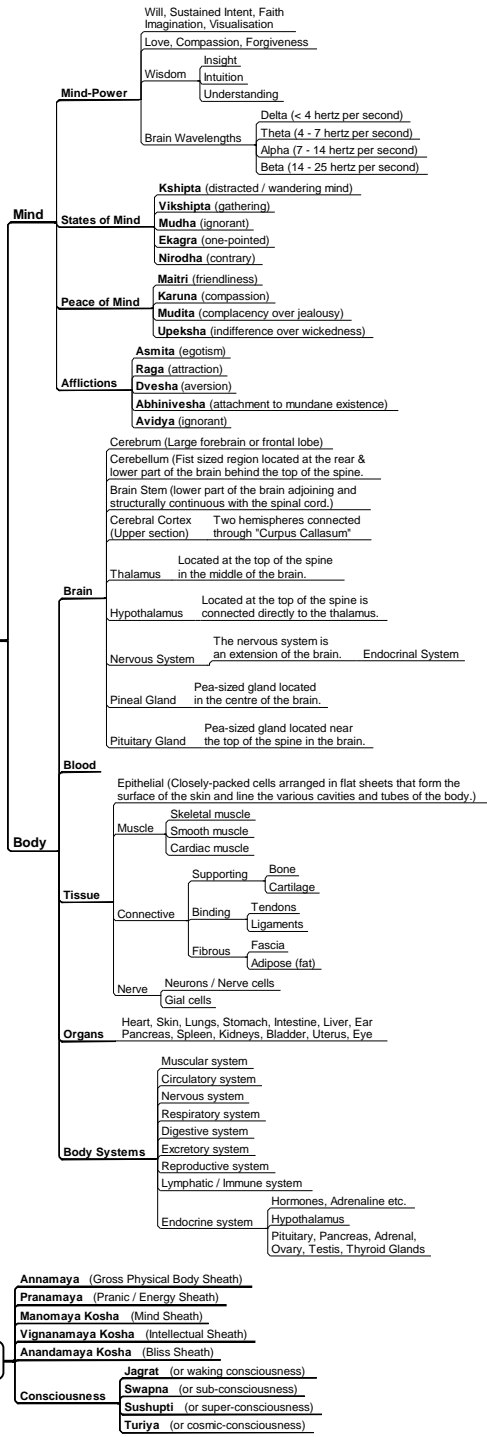 Will, Sustained Intent, Faith
Imagination, Visualisation
Love, Compassion, Forgiveness
Insight
Wisdom
Intuition
Understanding
Mind-Power
Delta (< 4 hertz per second)
Theta (4 - 7 hertz per second)
Brain Wavelengths
Alpha (7 - 14 hertz per second)
Beta (14 - 25 hertz per second)
Mind
Kshipta (distracted / wandering mind)
Vikshipta (gathering)
States of Mind
Mudha (ignorant)
Ekagra (one-pointed)
Nirodha (contrary)
Maitri (friendliness)
Karuna (compassion)
Peace of Mind
Mudita (complacency over jealousy)
Upeksha (indifference over wickedness)
Asmita (egotism)
Raga (attraction)
Afflictions
Dvesha (aversion)
Abhinivesha (attachment to mundane existence)
Avidya (ignorant)
Cerebrum (Large forebrain or frontal lobe)
Cerebellum (Fist sized region located at the rear &
lower part of the brain behind the top of the spine.
Brain Stem (lower part of the brain adjoining and
structurally continuous with the spinal cord.)
Cerebral Cortex Two hemispheres connected
(Upper section) through "Curpus Callasum"
Located at the top of the spine
Thalamus in the middle of the brain.
Brain
Located at the top of the spine is
Hypothalamus connected directly to the thalamus.
The nervous system is
Nervous System an extension of the brain. Endocrinal System
Pea-sized gland located
Pineal Gland in the centre of the brain.
Pea-sized gland located near
Pituitary Gland the top of the spine in the brain.
Blood
Body
Epithelial (Closely-packed cells arranged in flat sheets that form the
surface of the skin and line the various cavities and tubes of the body.)
Skeletal muscle
Muscle Smooth muscle
Cardiac muscle
Tissue
Supporting Bone
Cartilage
Connective
Binding Tendons
Ligaments
Fibrous Fascia
Adipose (fat)
Nerve Neurons / Nerve cells
Gial cells
Organs
Heart, Skin, Lungs, Stomach, Intestine, Liver, Ear
Pancreas, Spleen, Kidneys, Bladder, Uterus, Eye
Muscular system
Circulatory system
Nervous system
Respiratory system
Digestive system
Body Systems
Excretory system
Reproductive system
Lymphatic / Immune system
Endocrine system
Hormones, Adrenaline etc.
Hypothalamus
Pituitary, Pancreas, Adrenal,
Ovary, Testis, Thyroid Glands
Annamaya (Gross Physical Body Sheath)
Pranamaya (Pranic / Energy Sheath)
Manomaya Kosha (Mind Sheath)
Vignanamaya Kosha (Intellectual Sheath)
Anandamaya Kosha (Bliss Sheath)
Consciousness
Jagrat (or waking consciousness)
Swapna (or sub-consciousness)
Sushupti (or super-consciousness)
Turiya (or cosmic-consciousness)